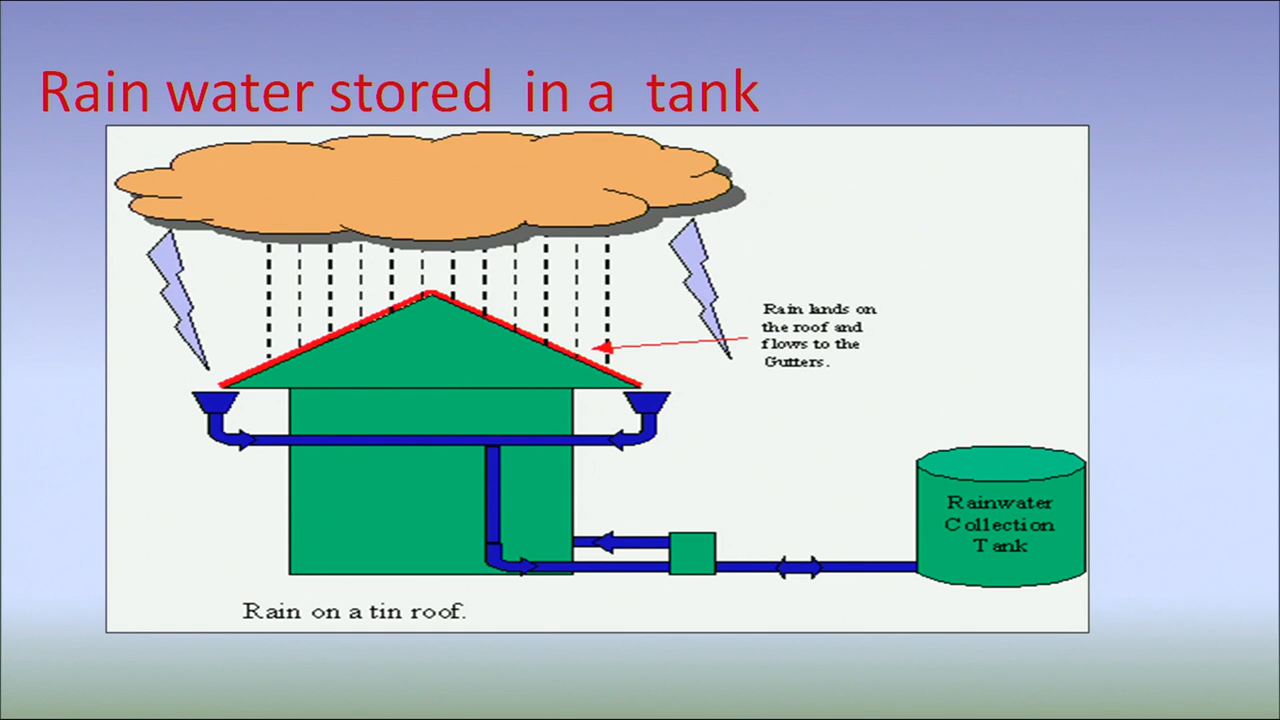 Rain water stored in a tank
Rain lands on
the roof and
flows to the
Gutters.
Rainwater
Collection
Tank
Rain on a tin roof.